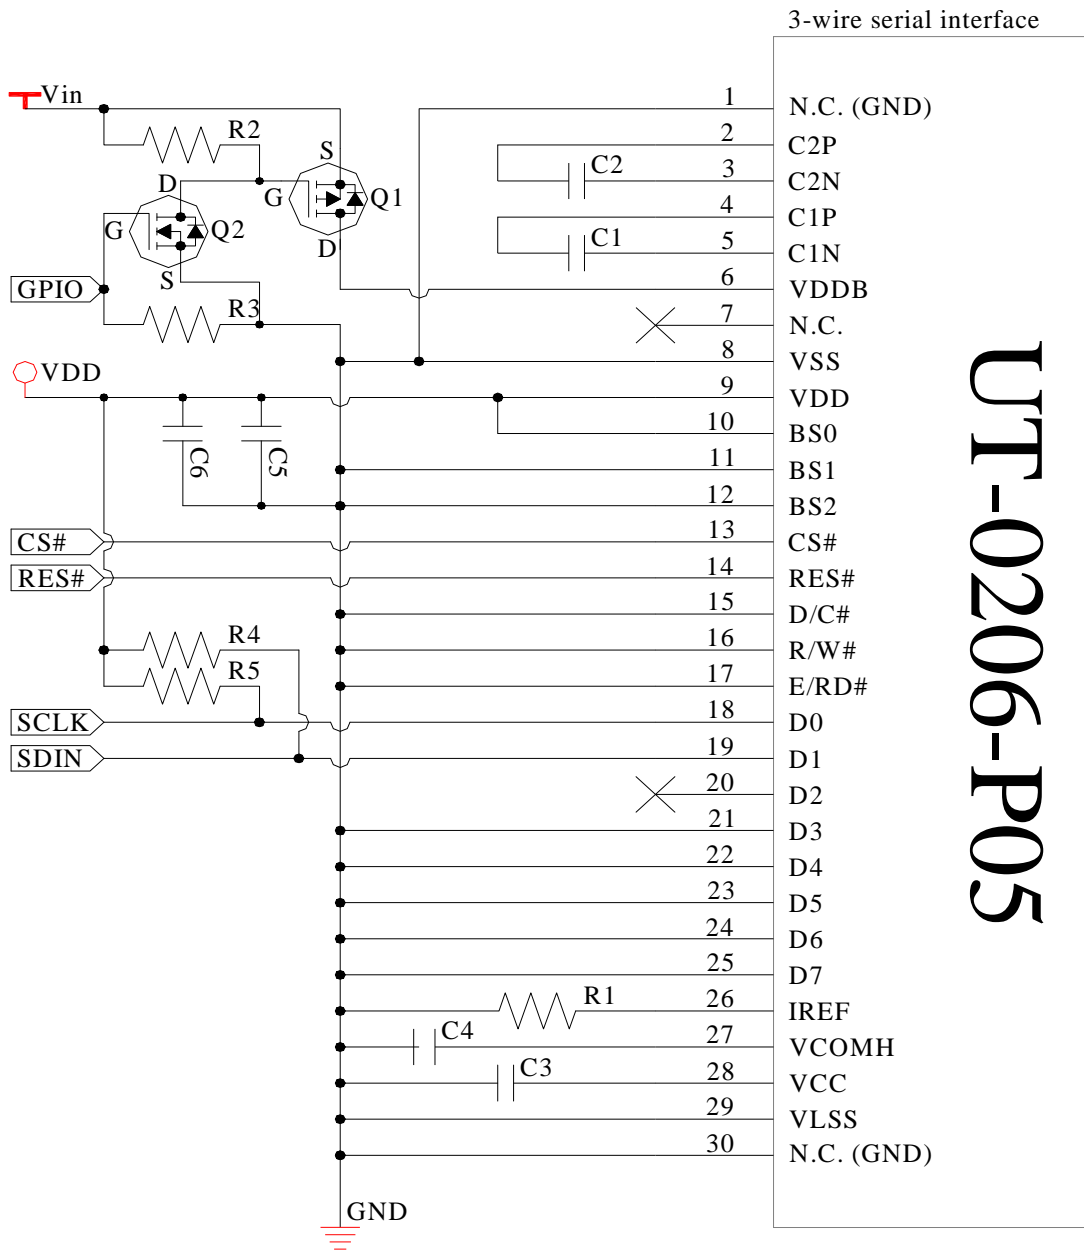 3-wire serial interface
Vin
1 N.C. (GND)
R2
2 C2P
S
C2
3 C2N
D
G
Q1
4 C1P
G
Q2
C1
5 C1N
D
S
GPIO
6 VDDB
R3
7 N.C.
8 VSS
VDD
9 VDD
10 BS0
C6
C5
11 BS1
12 BS2
CS#
13 CS#
RES#
14 RES#
15 D/C#
R4
16 R/W#
R5
17 E/RD#
SCLK
18 D0
SDIN
19 D1
20 D2
21 D3
22 D4
23 D5
24 D6
25 D7
R1
26 IREF
C4
27 VCOMH
C3
28 VCC
29 VLSS
30 N.C. (GND)
GND
UT-0206-P05